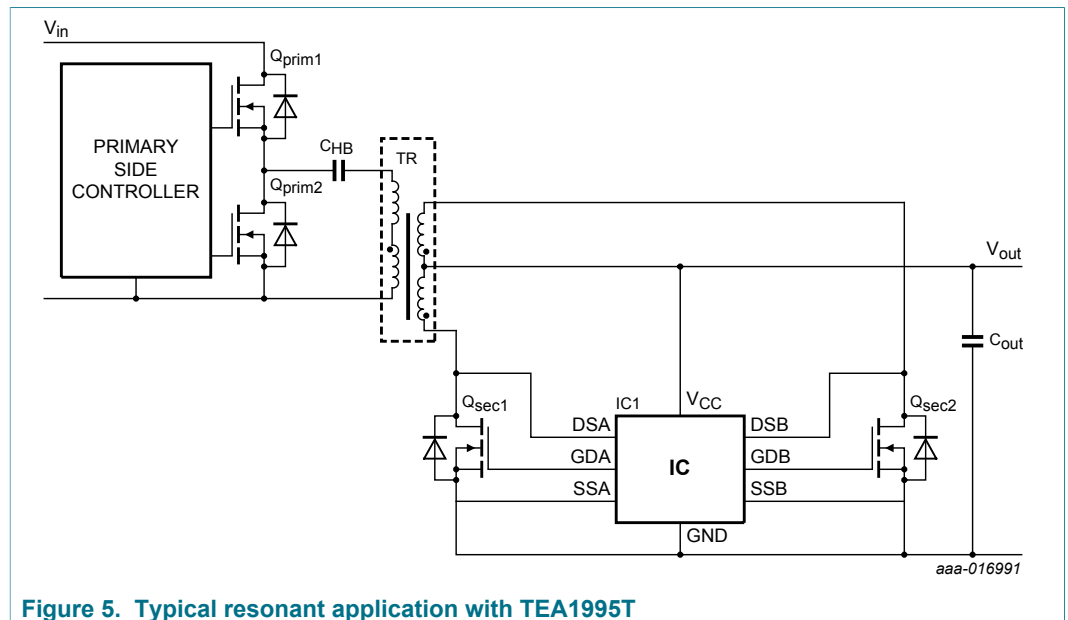 Vin
Qprim1
PRIMARY
SIDE
CONTROLLER
CHB
TR
Qprim2
Vout
Cout
Qsec1
IC1
VCC
Qsec2
DSA
DSB
GDA
IC
GDB
SSA
SSB
GND
aaa-016991
Figure 5. Typical resonant application with TEA1995T